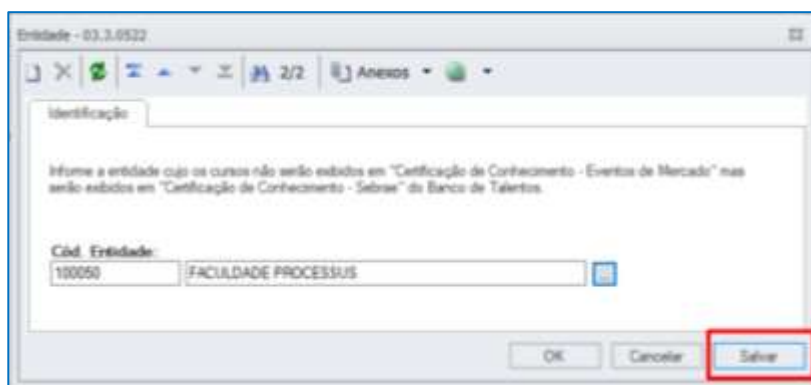 Entidade - 03.3.0522
2/2 Anexos
Identificação
Informe a entidade cujo os cursos não serão exibidos em "Certificação de Conhecimento - Eventos de Mercado" mas
serão exibidos em "Certificação de Conhecimento - Sebrae" do Banco de Talentos.
Cód. Entidade:
100050 FACULDADE PROCESSUS
...
OK Cancelar Salvar